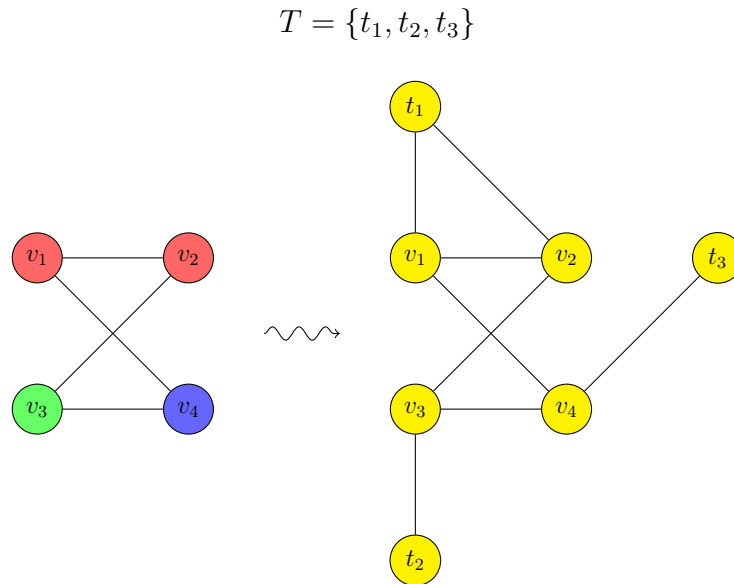 T = {t₁, t₂, t₃}
t₁
v₁ v₂ v₁ v₂ t₃
v₃ v₄ v₃ v₄
t₂